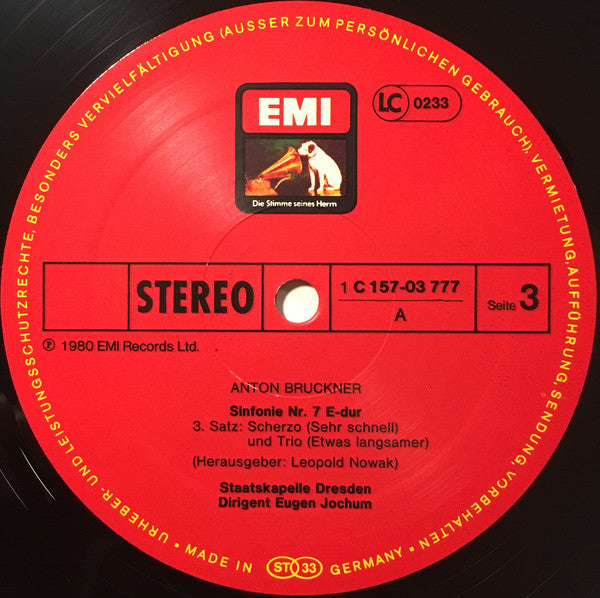 URHEBER- UND LEISTUNGSSCHUTZRECHTE, BESONDERS VERVIELFÄLTIGUNG (AUSSER ZUM PERSÖNLICHEN GEBRAUCH), VERMIETUNG, AUFFÜHRUNG, SENDUNG, VORBEHALTEN •
EMI
LC 0233
Die Stimme seines Herrn
STEREO
1 C 157-03 777
A
Seite 3
℗ 1980 EMI Records Ltd.
ANTON BRUCKNER
Sinfonie Nr. 7 E-dur
3. Satz: Scherzo (Sehr schnell)
und Trio (Etwas langsamer)
(Herausgeber: Leopold Nowak)
Staatskapelle Dresden
Dirigent Eugen Jochum
• MADE IN ST 33 GERMANY •